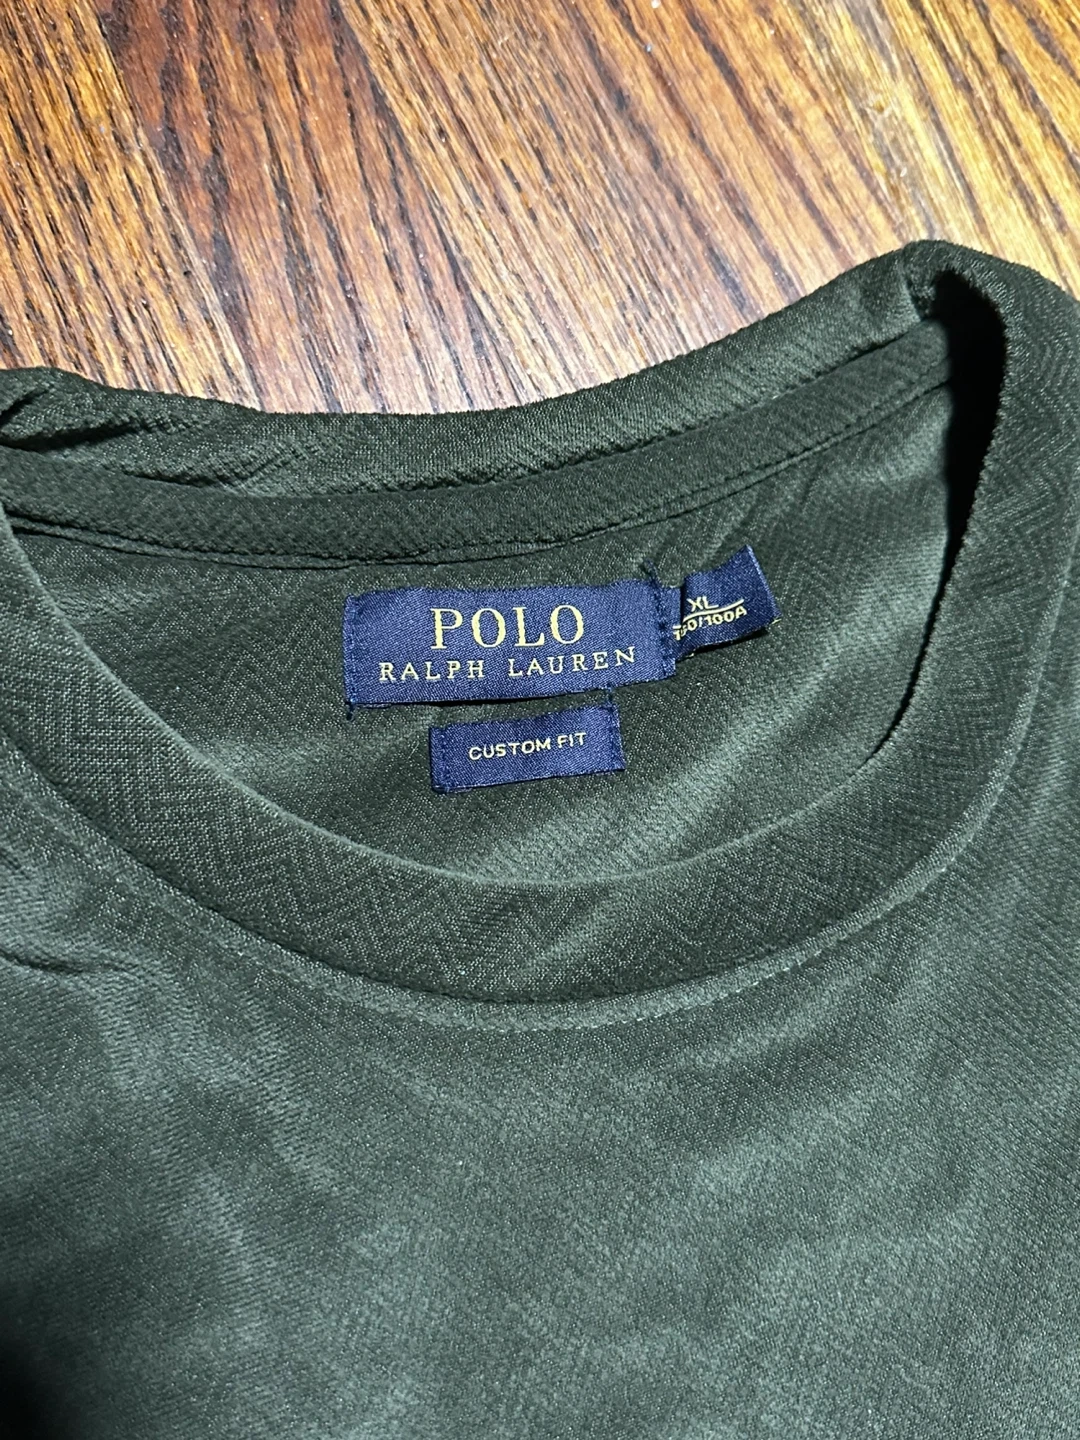 POLO
RALPH LAUREN
CUSTOM FIT
XL